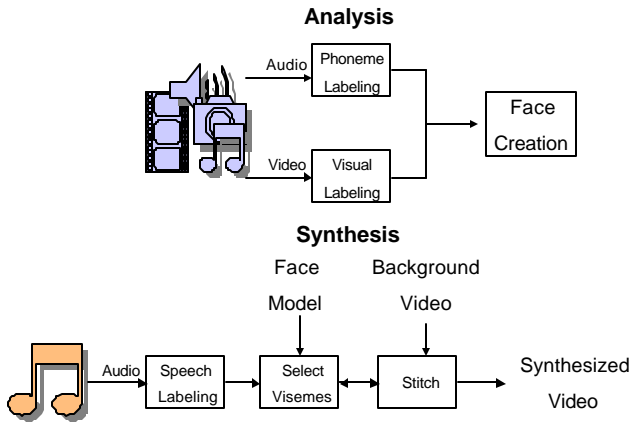 Analysis
Audio
Phoneme
Labeling
Face
Creation
Video
Visual
Labeling
Synthesis
Face
Model
Background
Video
Audio
Speech
Labeling
Select
Visemes
Stitch
Synthesized
Video